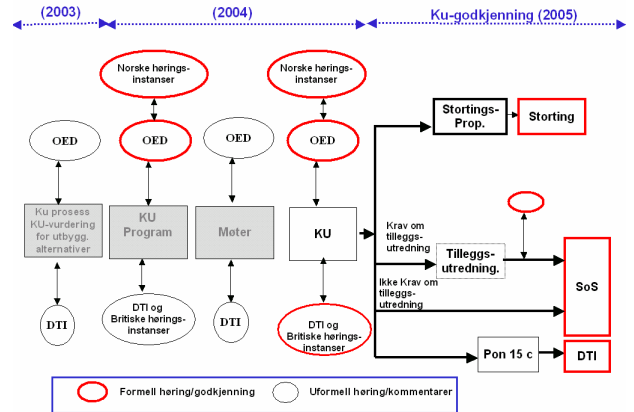 (2003)
(2004)
Ku-godkjenning (2005)
Norske hørings-
instanser
Norske hørings-
instanser
OED
OED
OED
OED
Stortings-
Prop.
Storting
Ku prosess
KU-vurdering
for utbygg.
alternativer
KU
Program
Møter
KU
Krav om
tilleggs-
utredning
Tilleggs-
utredning.
Ikke Krav om
tilleggs-
utredning
SoS
DTI
DTI og
Britiske hørings-
instanser
DTI
DTI og
Britiske hørings-
instanser
Pon 15 c
DTI
Formell høring/godkjenning
Uformell høring/kommentarer